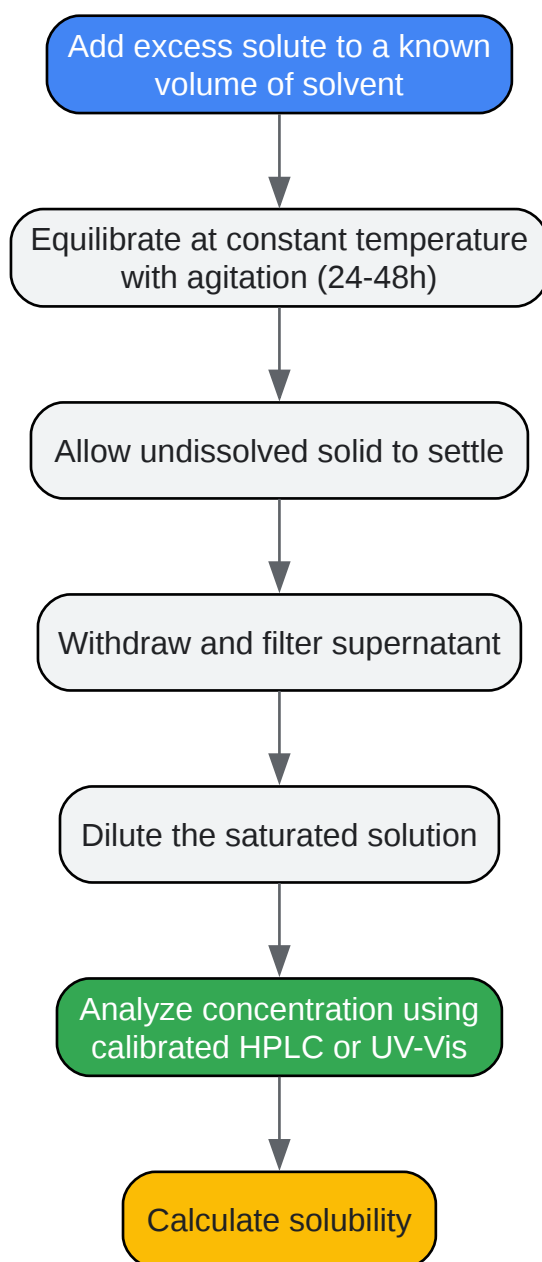 Add excess solute to a known
volume of solvent
Equilibrate at constant temperature
with agitation (24-48h)
Allow undissolved solid to settle
Withdraw and filter supernatant
Dilute the saturated solution
Analyze concentration using
calibrated HPLC or UV-Vis
Calculate solubility